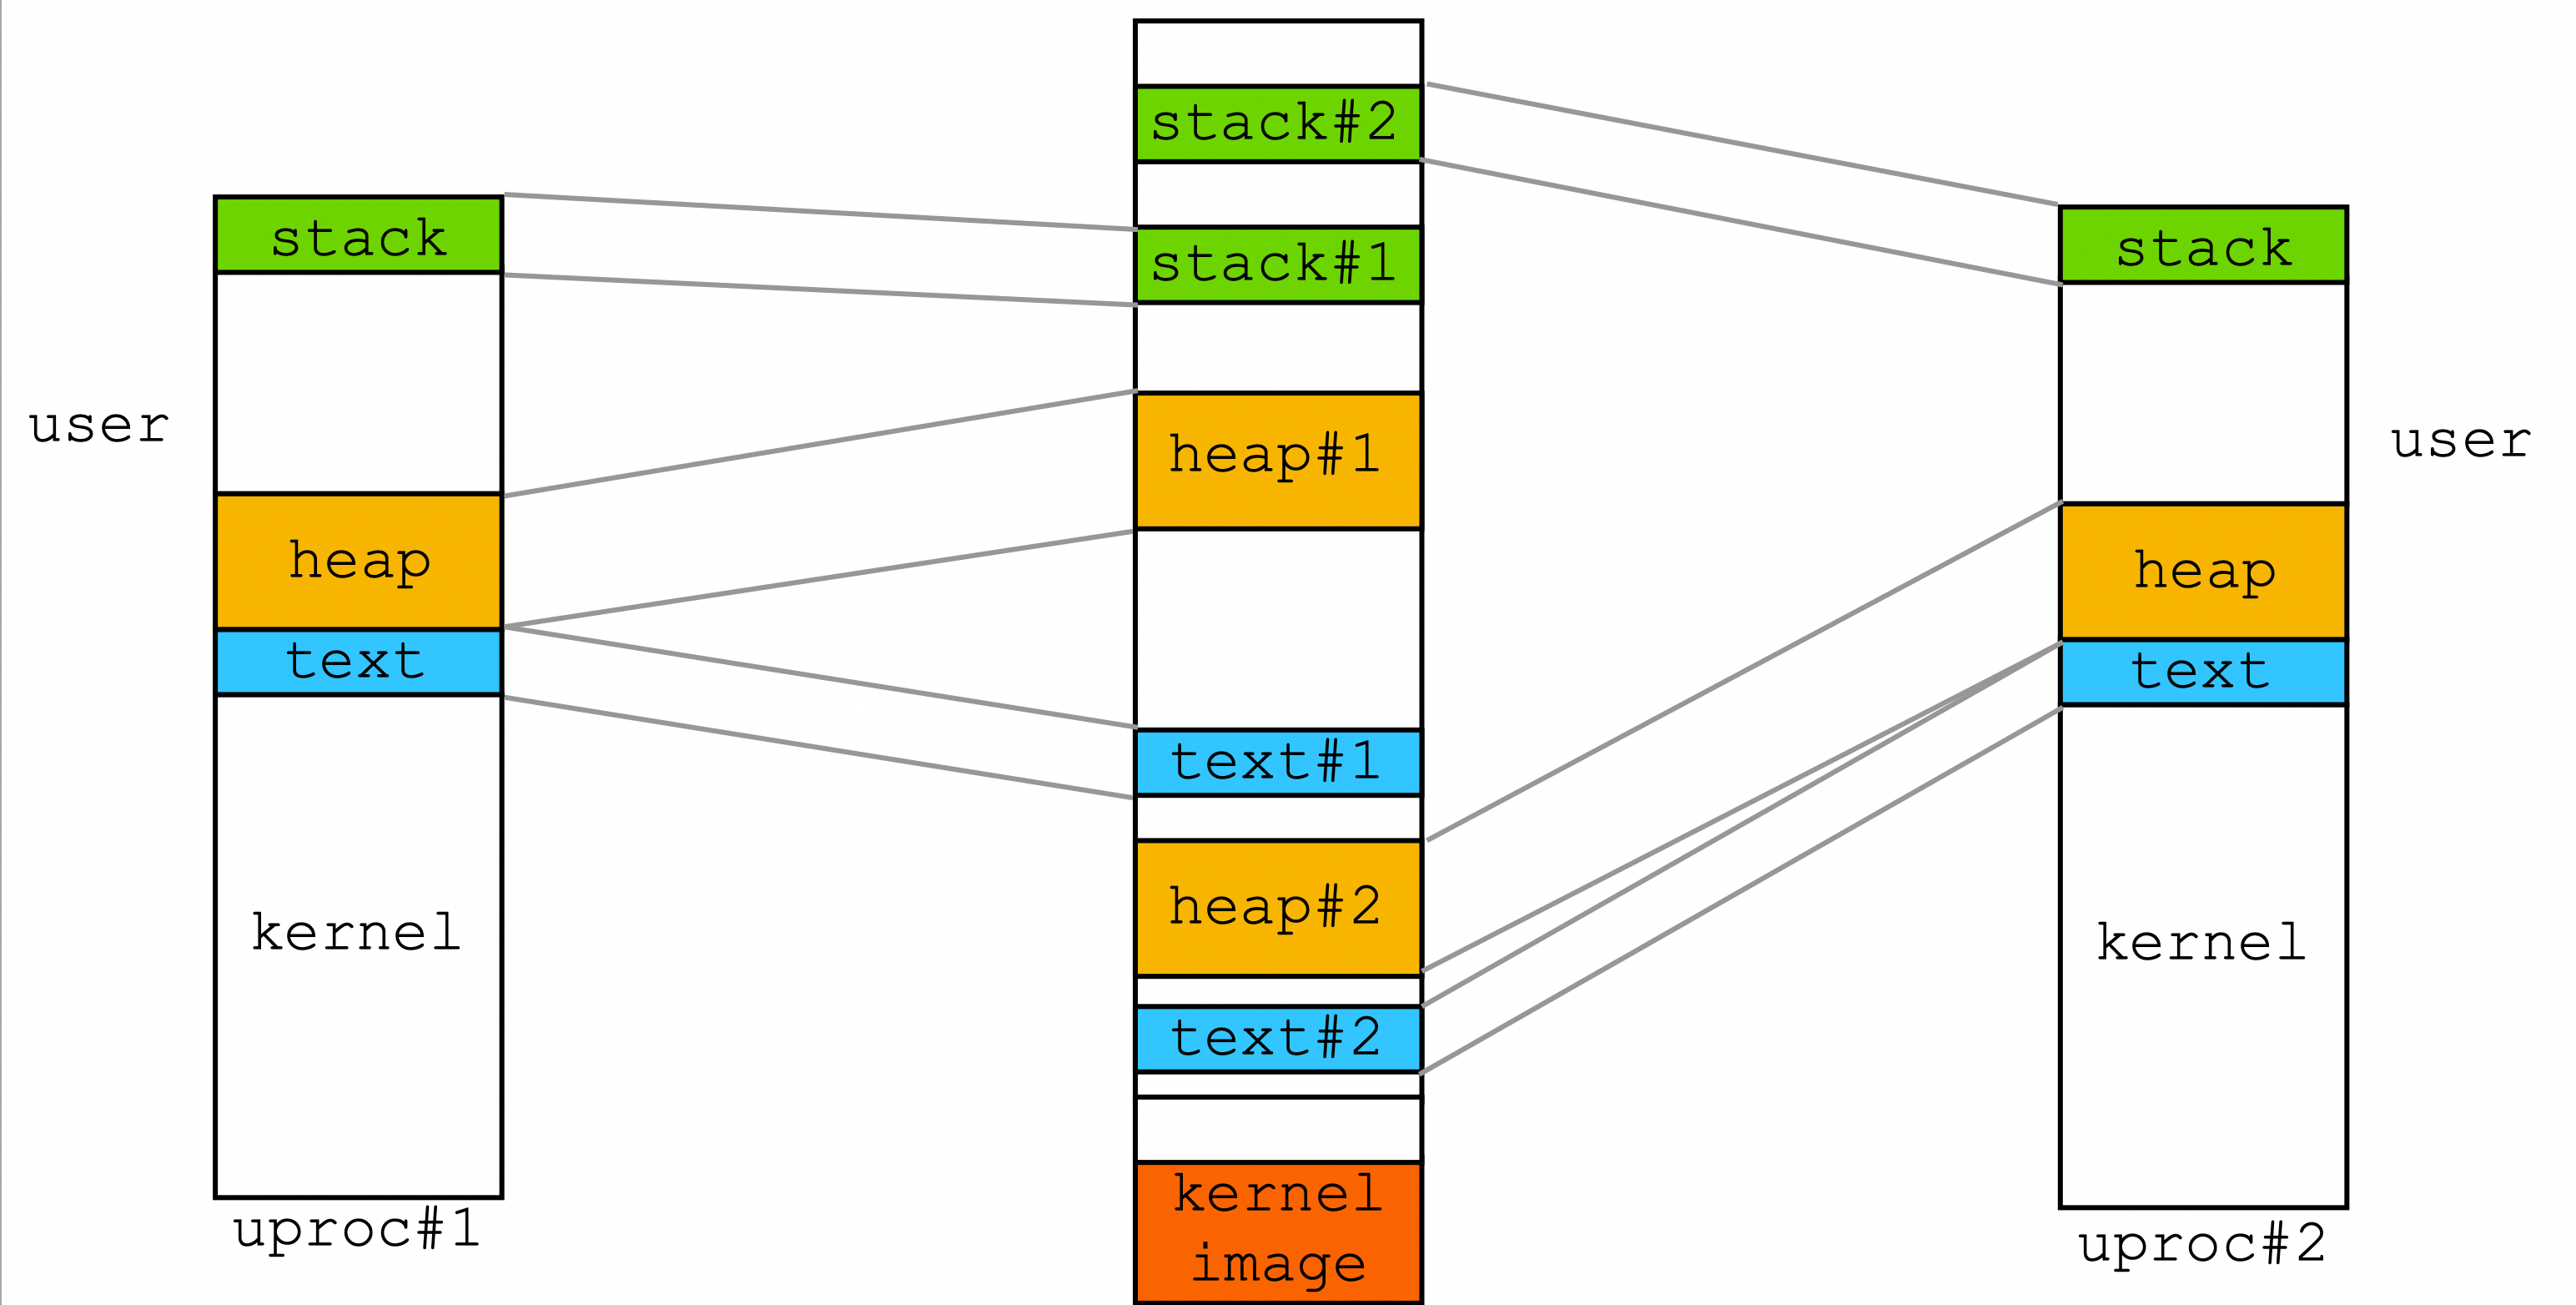 user
stack
heap
text
kernel
uproc#1
stack#2
stack#1
heap#1
text#1
heap#2
text#2
kernel
image
stack
heap
text
kernel
uproc#2
user